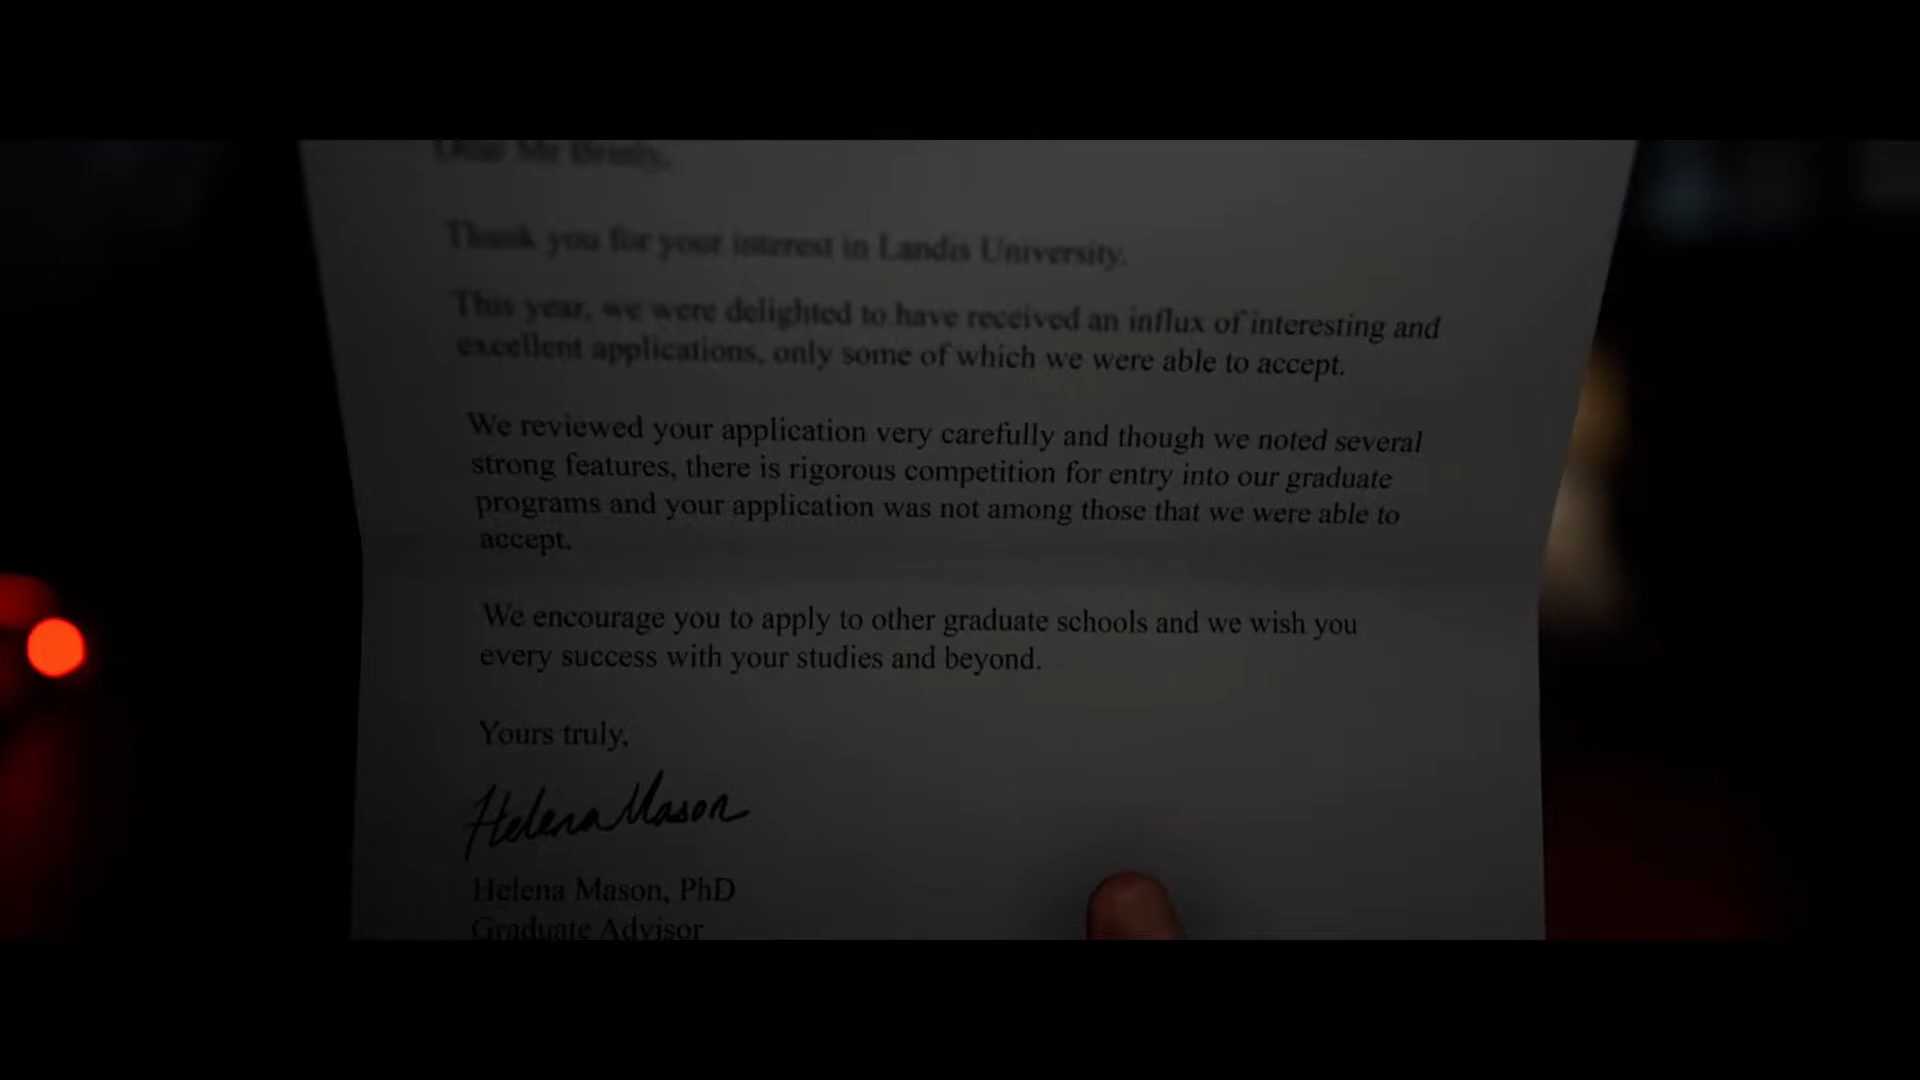 Dear Mr
Thank you for your interest in Landis University.
This year, we were delighted to have received an influx of interesting and
excellent applications, only some of which we were able to accept.
We reviewed your application very carefully and though we noted several
strong features, there is rigorous competition for entry into our graduate
programs and your application was not among those that we were able to
accept.
We encourage you to apply to other graduate schools and we wish you
every success with your studies and beyond.
Yours truly,
Helena Mason
Helena Mason, PhD
Graduate Advisor